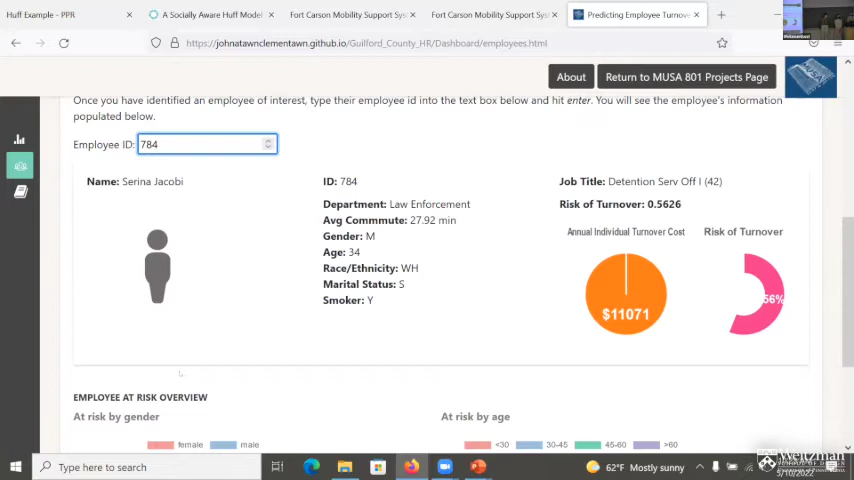 Huff Example - PPR
A Socially Aware Huff Model
Fort Carson Mobility Support Sys
Fort Carson Mobility Support Sys
Predicting Employee Turnove
https://johnatawnclementawn.github.io/Guilford_County_HR/Dashboard/employees.html
About
Return to MUSA 801 Projects Page
Once you have identified an employee of interest, type their employee id into the text box below and hit enter. You will see the employee's information
populated below.
Employee ID: 784
Name: Serina Jacobi
ID: 784
Job Title: Detention Serv Off I (42)
Department: Law Enforcement
Risk of Turnover: 0.5626
Avg Commmute: 27.92 min
Gender: M
Annual Individual Turnover Cost
Risk of Turnover
Age: 34
Race/Ethnicity: WH
Marital Status: S
Smoker: Y
$11071
56%
EMPLOYEE AT RISK OVERVIEW
At risk by gender
At risk by age
female
male
<30
30-45
45-60
>60
Type here to search
62°F Mostly sunny
Weitzman
5/10/2022